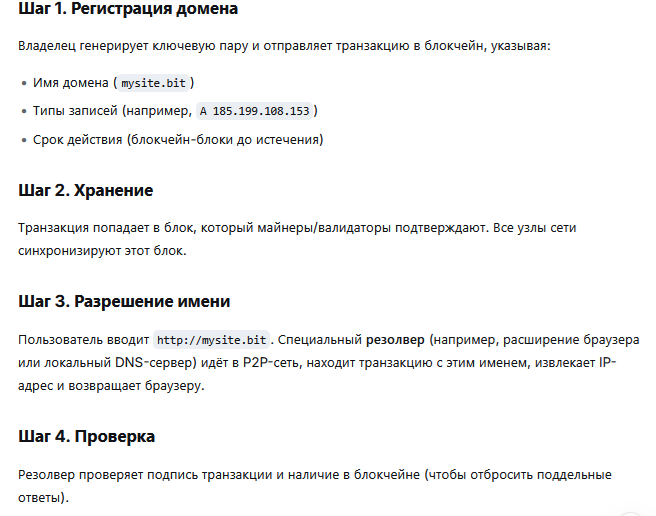 Шаг 1. Регистрация домена
Владелец генерирует ключевую пару и отправляет транзакцию в блокчейн, указывая:
• Имя домена ( mysite.bit )
• Типы записей (например, A 185.199.108.153 )
• Срок действия (блокчейн-блоки до истечения)
Шаг 2. Хранение
Транзакция попадает в блок, который майнеры/валидаторы подтверждают. Все узлы сети
синхронизируют этот блок.
Шаг 3. Разрешение имени
Пользователь вводит http://mysite.bit . Специальный резолвер (например, расширение браузера
или локальный DNS-сервер) идёт в P2P-сеть, находит транзакцию с этим именем, извлекает IP-
адрес и возвращает браузеру.
Шаг 4. Проверка
Резолвер проверяет подпись транзакции и наличие в блокчейне (чтобы отбросить поддельные
ответы).